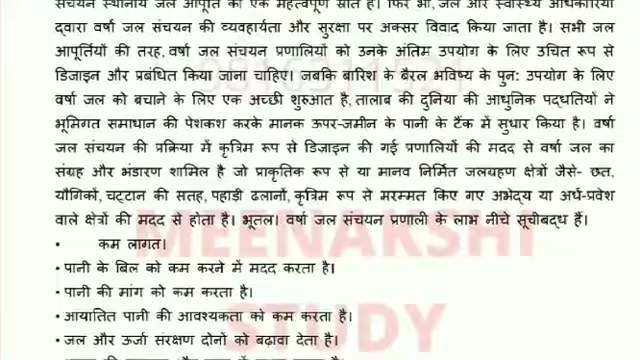 संचयन स्थानीय जल आपूर्ति का एक महत्वपूर्ण स्रोत है। फिर भी, जल और स्वास्थ्य अधिकारियों
द्वारा वर्षा जल संचयन की व्यवहार्यता और सुरक्षा पर अक्सर विवाद किया जाता है। सभी जल
आपूर्तियों की तरह, वर्षा जल संचयन प्रणालियों को उनके अंतिम उपयोग के लिए उचित रूप से
डिजाइन और प्रबंधित किया जाना चाहिए। जबकि बारिश के बैरल भविष्य के पुन: उपयोग के लिए
वर्षा जल को बचाने के लिए एक अच्छी शुरुआत है, तालाब की दुनिया की आधुनिक पद्धतियों ने
भूमिगत समाधान की पेशकश करके मानक ऊपर-जमीन के पानी के टैंक में सुधार किया है। वर्षा
जल संचयन की प्रक्रिया में कृत्रिम रूप से डिज़ाइन की गई प्रणालियों की मदद से वर्षा जल का
संग्रह और भंडारण शामिल है जो प्राकृतिक रूप से या मानव निर्मित जलग्रहण क्षेत्रों जैसे- छत,
यौगिकों, चट्टान की सतह, पहाड़ी ढलानों, कृत्रिम रूप से मरम्मत किए गए अभेद्य या अर्ध-प्रवेश
वाले क्षेत्रों की मदद से होता है। भूतल। वर्षा जल संचयन प्रणाली के लाभ नीचे सूचीबद्ध हैं।
• कम लागत।
• पानी के बिल को कम करने में मदद करता है।
• पानी की मांग को कम करता है।
• आयातित पानी की आवश्यकता को कम करता है।
• जल और ऊर्जा संरक्षण दोनों को बढ़ावा देता है।
MEENAKSHI
STUDY